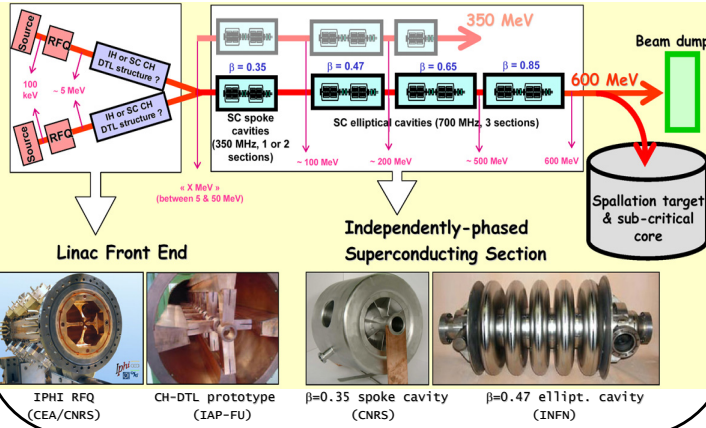 Source
RFQ
IH or SC CH
DTL structure ?
100
keV
~ 5 MeV
IH or SC CH
DTL structure ?
Source
RFQ
350 MeV
β = 0.35
β = 0.47
β = 0.65
β = 0.85
600 MeV
Beam dump
SC spoke
cavities
(350 MHz, 1 or 2
sections)
SC elliptical cavities (700 MHz, 3 sections)
~ 100 MeV
~ 200 MeV
~ 500 MeV
600 MeV
« X MeV »
(between 5 & 50 MeV)
Spallation target
& sub-critical
core
Linac Front End
Independently-phased
Superconducting Section
Iphi
IPHI RFQ
(CEA/CNRS)
CH-DTL prototype
(IAP-FU)
β=0.35 spoke cavity
(CNRS)
β=0.47 ellipt. cavity
(INFN)